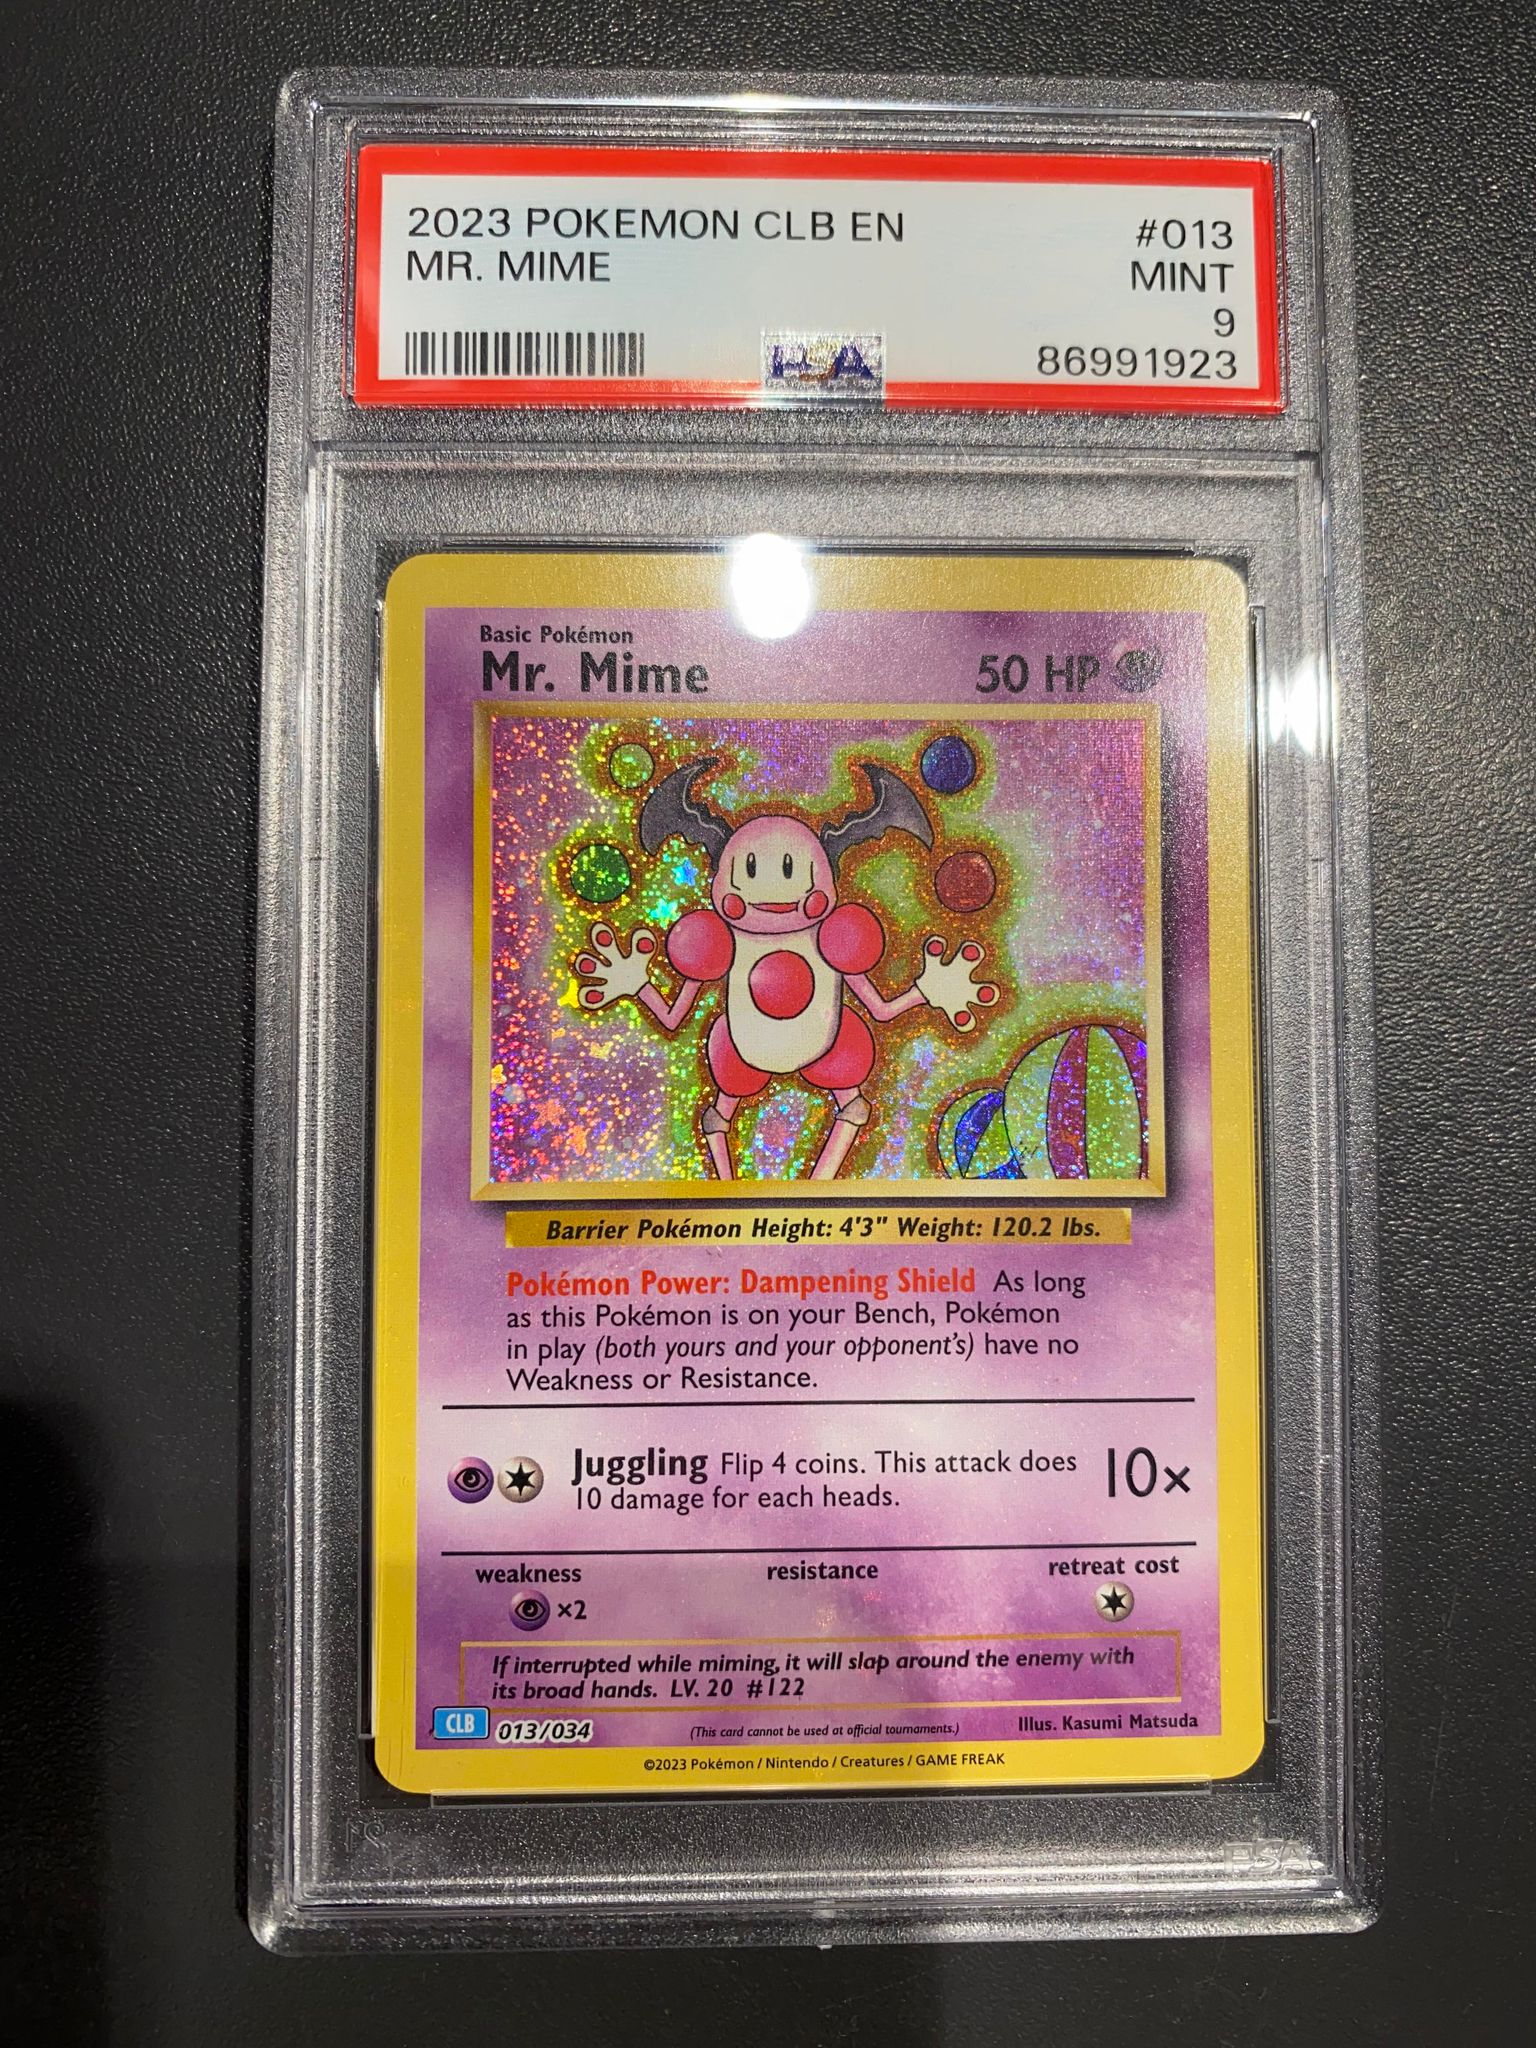 2023 POKEMON CLB EN #013
MR. MIME MINT
9
PSA 86991923
Basic Pokémon
Mr. Mime 50 HP
Barrier Pokémon Height: 4'3" Weight: 120.2 lbs.
Pokémon Power: Dampening Shield As long
as this Pokémon is on your Bench, Pokémon
in play (both yours and your opponent's) have no
Weakness or Resistance.
Juggling Flip 4 coins. This attack does 10×
10 damage for each heads.
weakness resistance retreat cost
×2
If interrupted while miming, it will slap around the enemy with
its broad hands. LV. 20 #122
CLB 013/034 (This card cannot be used at official tournaments.) Illus. Kasumi Matsuda
©2023 Pokémon / Nintendo / Creatures / GAME FREAK
PSA